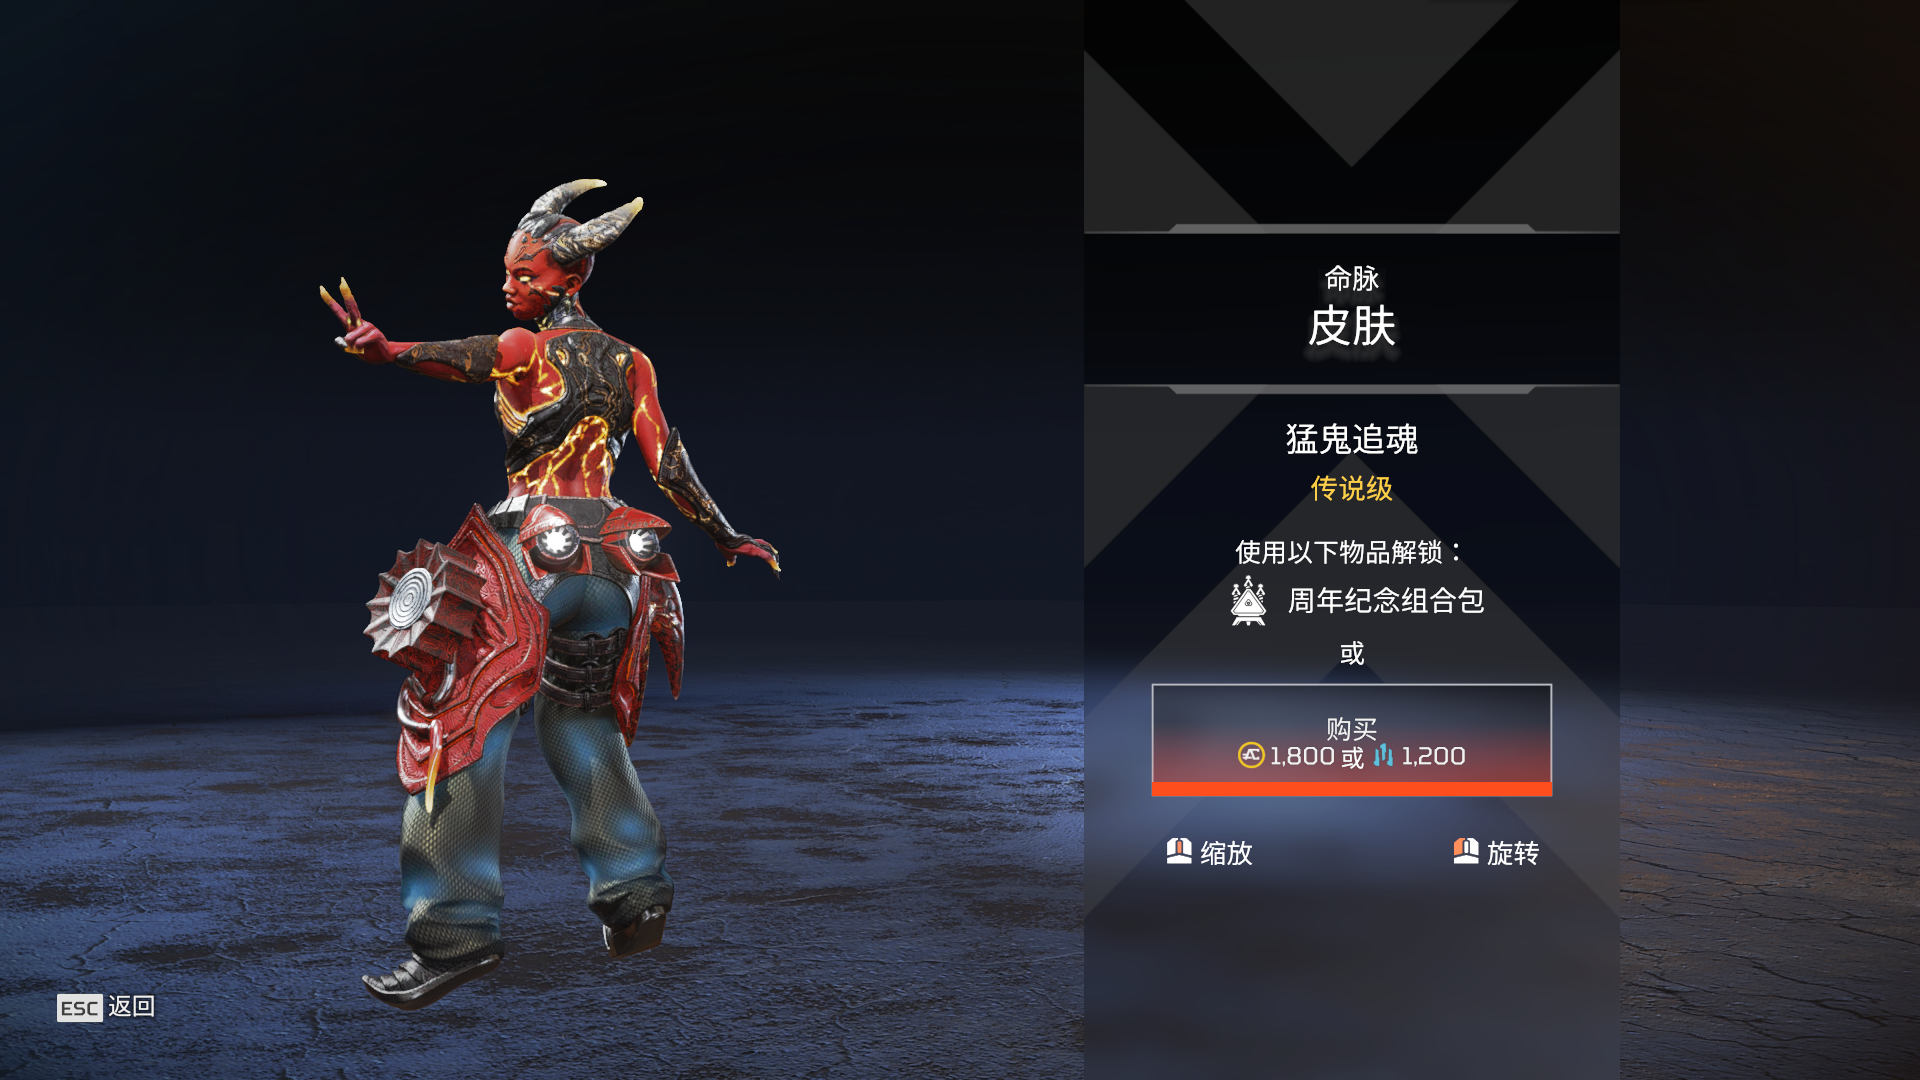 命脉
皮肤
猛鬼追魂
传说级
使用以下物品解锁：
周年纪念组合包
或
购买
1,800 或 1,200
缩放 旋转
ESC 返回